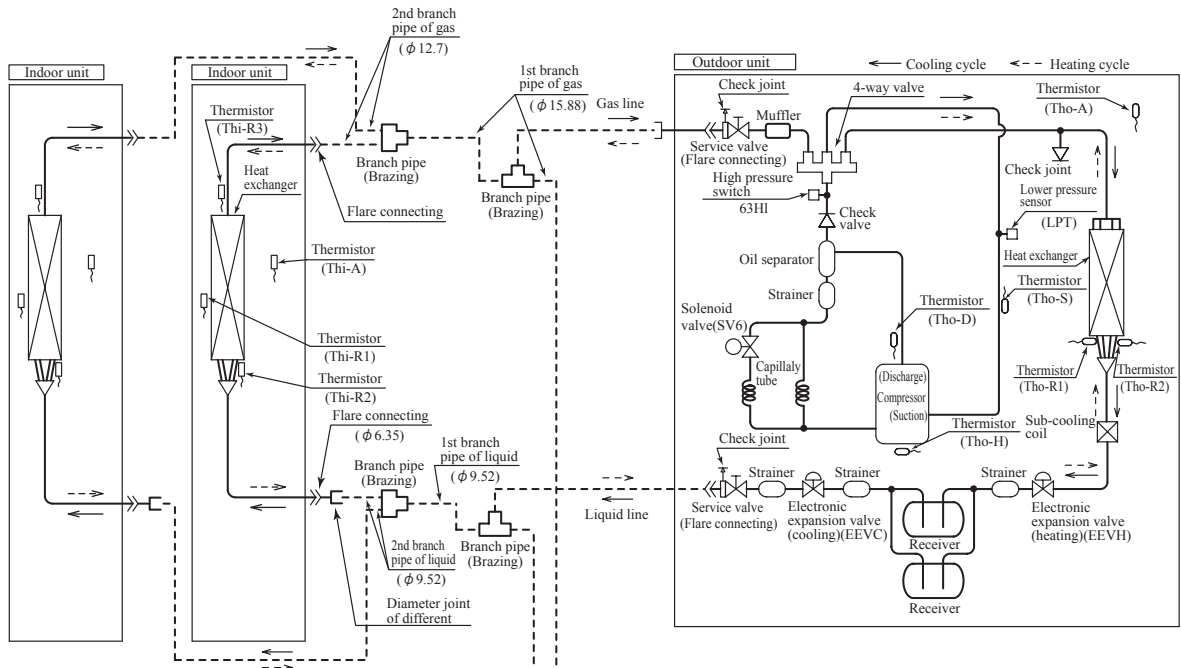 2nd branch
pipe of gas
(ϕ12.7)
Indoor unit
Indoor unit
Outdoor unit
Cooling cycle
Heating cycle
Thermistor
(Thi-R3)
1st branch
pipe of gas
(ϕ15.88)
Gas line
Check joint
4-way valve
Thermistor
(Tho-A)
Muffler
Heat
exchanger
Branch pipe
(Brazing)
Service valve
(Flare connecting)
Check joint
Branch pipe
(Brazing)
High pressure
switch
63Hl
Lower pressure
sensor
(LPT)
Flare connecting
Check
valve
Thermistor
(Thi-A)
Oil separator
Heat exchanger
Strainer
Thermistor
(Tho-S)
Solenoid
valve(SV6)
Thermistor
(Tho-D)
Thermistor
(Thi-R1)
Capillaly
tube
(Discharge)
Compressor
(Suction)
Thermistor
(Tho-R1)
Thermistor
(Tho-R2)
Thermistor
(Thi-R2)
Flare connecting
(ϕ6.35)
Sub-cooling
coil
Thermistor
(Tho-H)
1st branch
pipe of liquid
(ϕ9.52)
Branch pipe
(Brazing)
Check joint
Strainer
Strainer
Strainer
Liquid line
Service valve
(Flare connecting)
Electronic
expansion valve
(cooling)(EEVC)
Receiver
Electronic
expansion valve
(heating)(EEVH)
2nd branch
pipe of liquid
(ϕ9.52)
Branch pipe
(Brazing)
Diameter joint
of different
Receiver